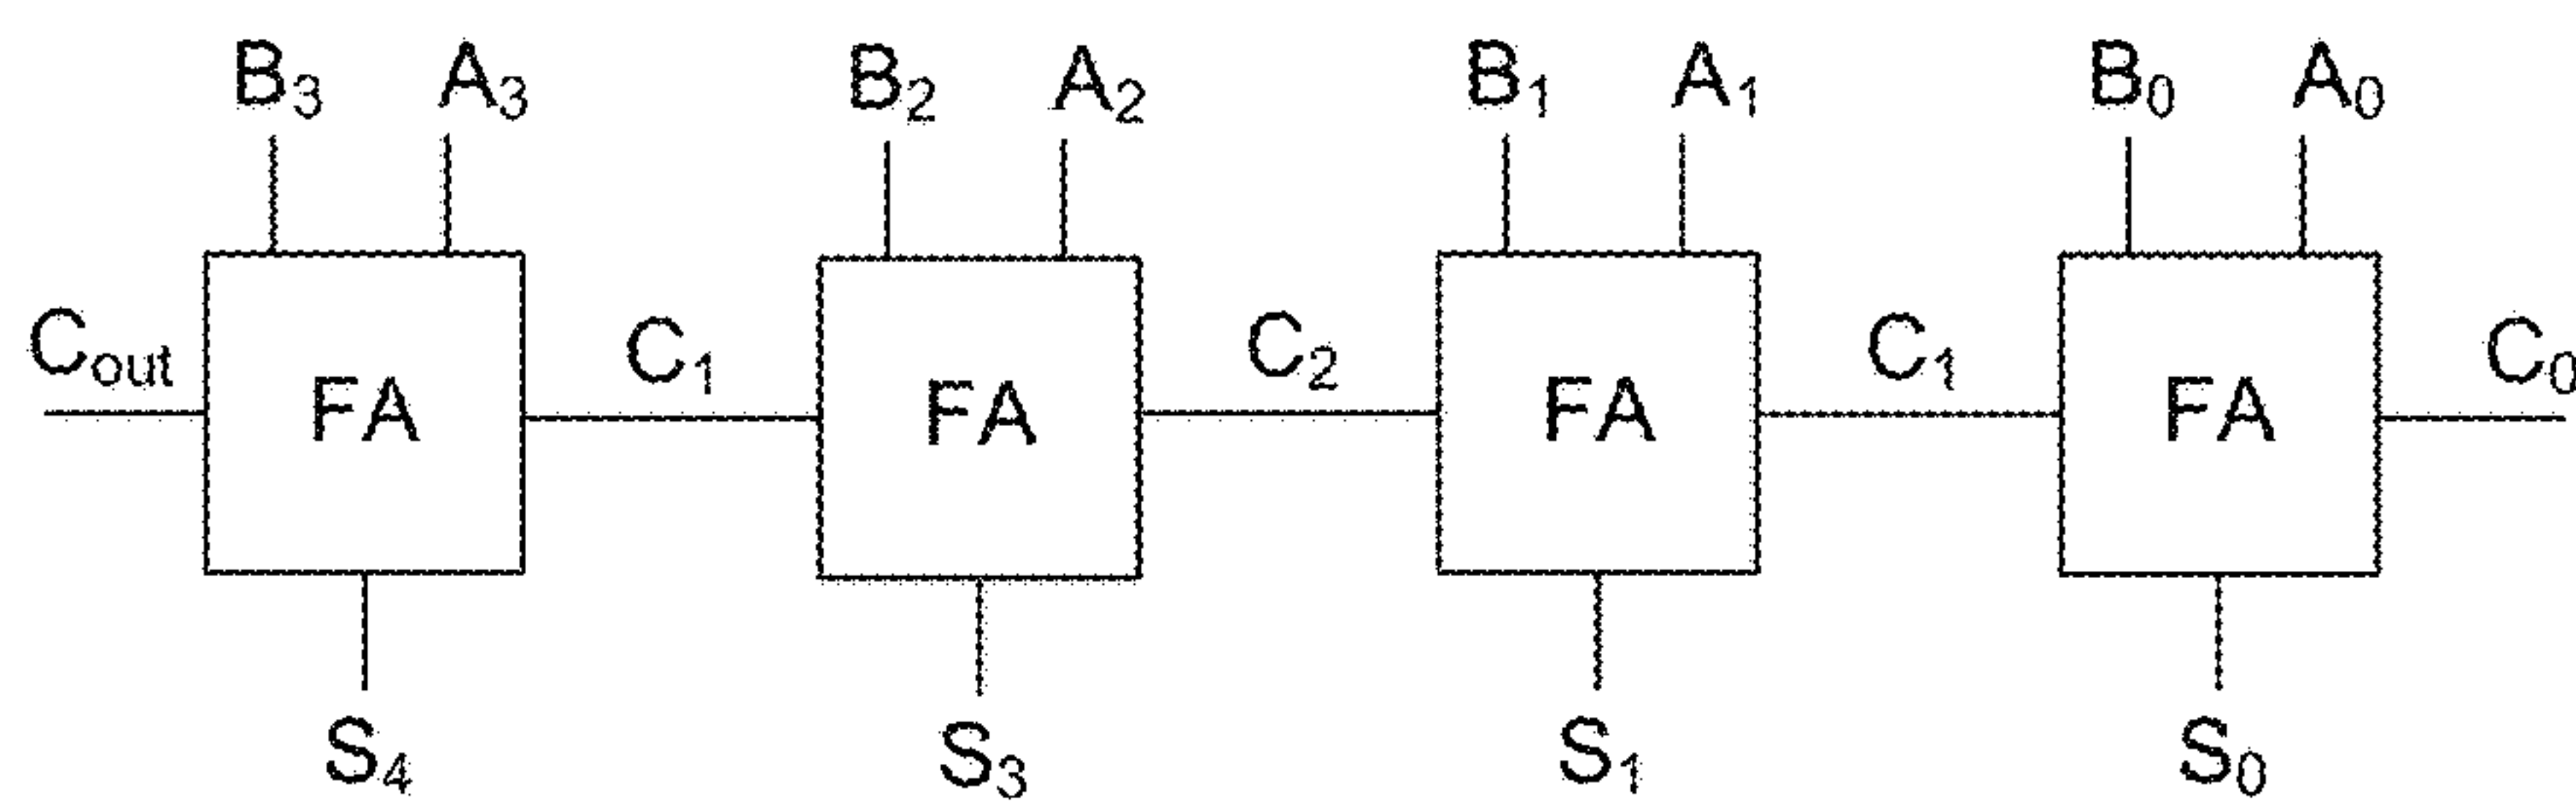 B₃ A₃ B₂ A₂ B₁ A₁ B₀ A₀
C₁ C₂ C₁ C₀
C_out
FA FA FA FA
S₄ S₃ S₁ S₀